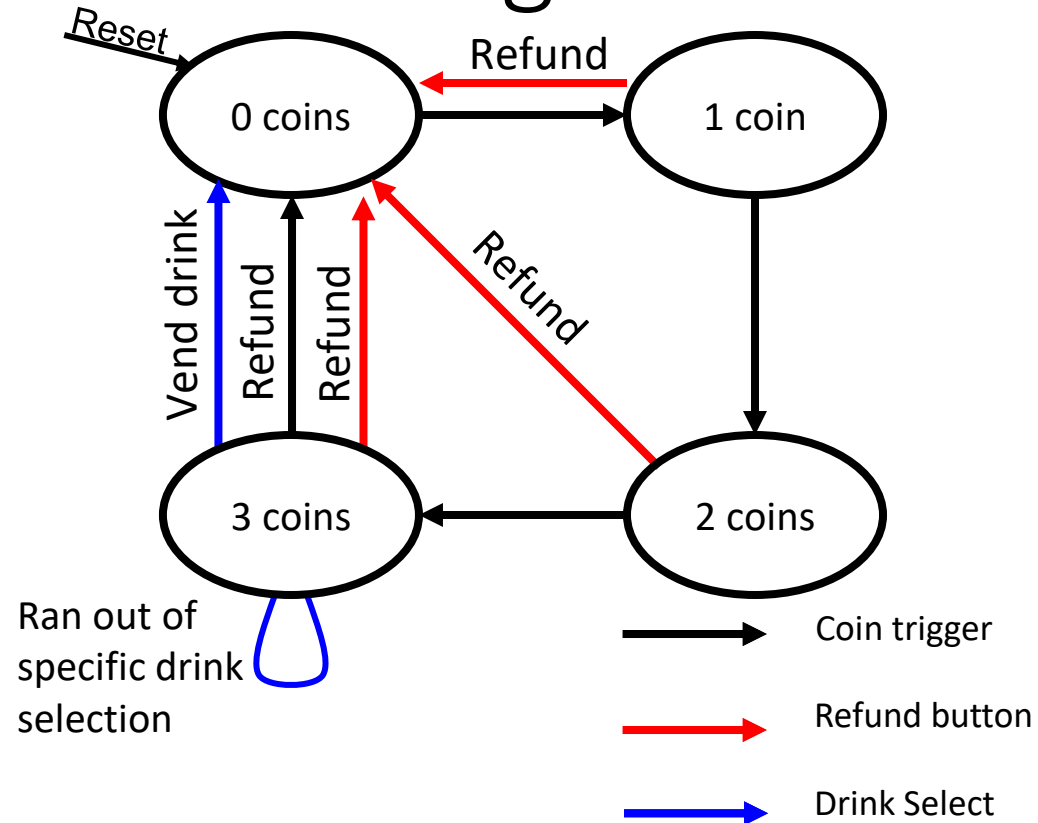 g
Reset
Refund
0 coins
1 coin
Vend drink
Refund
Refund
Refund
3 coins
2 coins
Ran out of
specific drink
selection
Coin trigger
Refund button
Drink Select